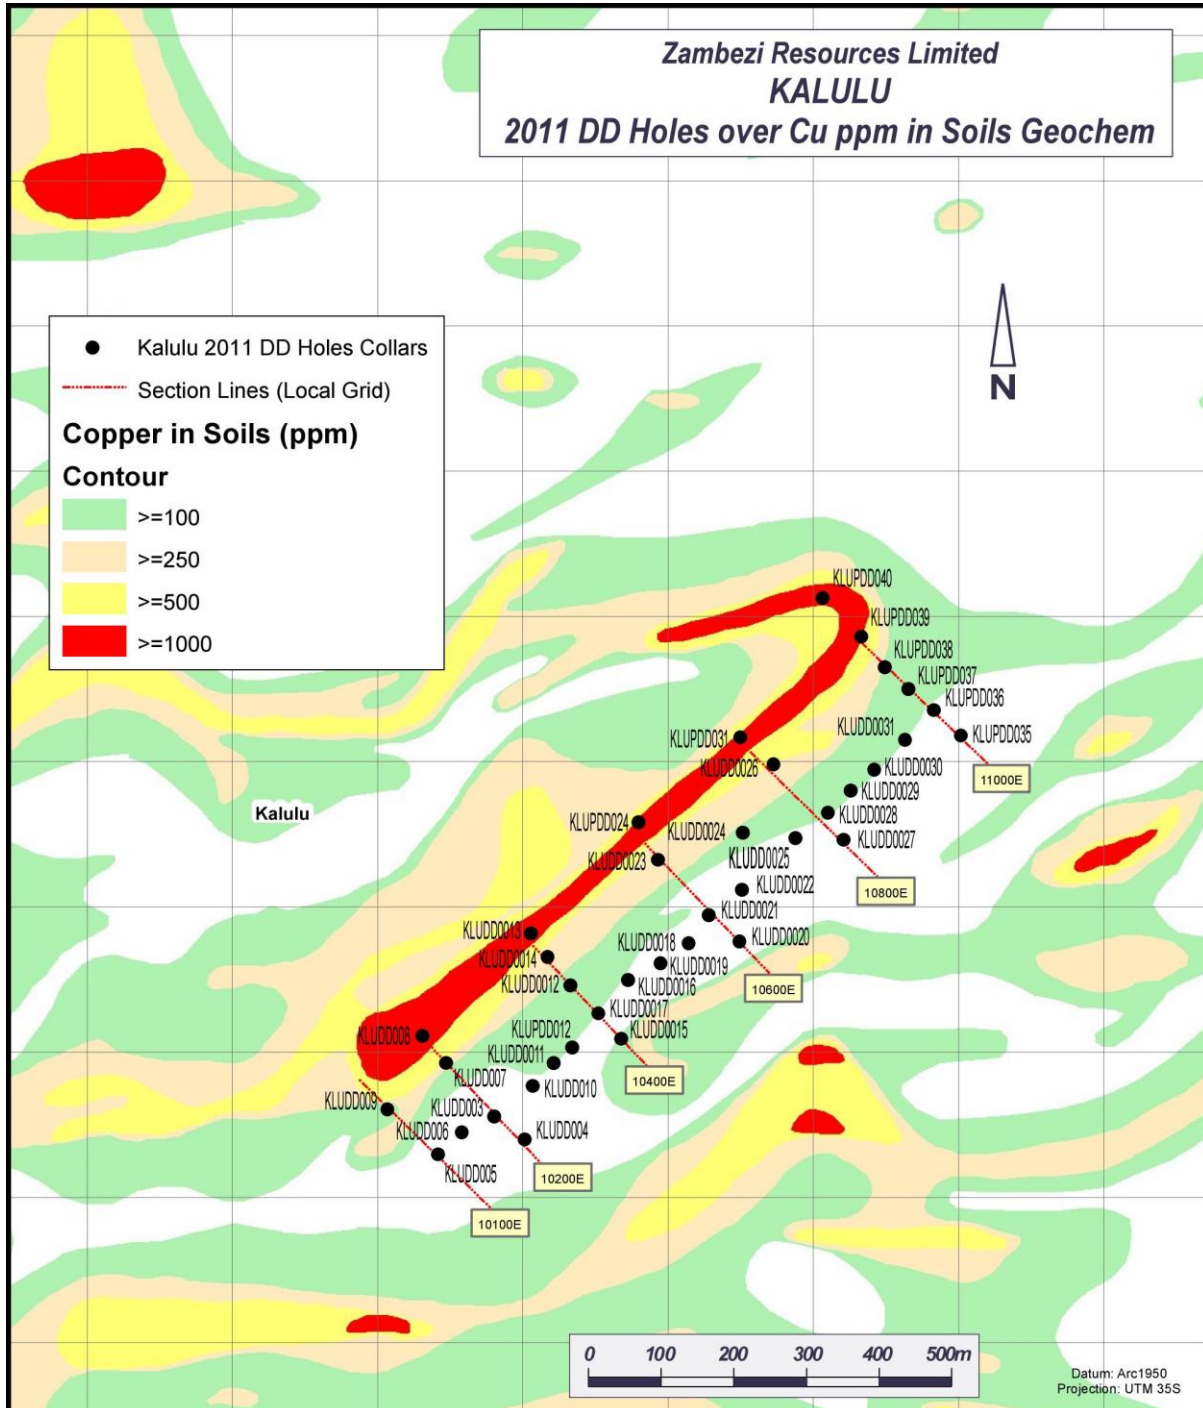 Zambezi Resources Limited
KALULU
2011 DD Holes over Cu ppm in Soils Geochem
N
Kalulu 2011 DD Holes Collars
Section Lines (Local Grid)
Copper in Soils (ppm)
Contour
>=100
>=250
>=500
>=1000
KLUPDD040
KLUPDD039
KLUPDD038
KLUPDD037
KLUPDD036
KLUPDD035
KLUDD0031
KLUPDD031
KLUDD0026
KLUDD0030
11000E
KLUDD0029
Kalulu
KLUDD0028
KLUPDD024
KLUDD0024
KLUDD0027
KLUDD0025
KLUDD0023
KLUDD0022
10800E
KLUDD0021
KLUDD0013
KLUDD0018
KLUDD0020
KLUDD0014
KLUDD0019
KLUDD0012
KLUDD0016
10600E
KLUDD0017
KLUPDD012
KLUDD008
KLUDD0015
KLUDD0011
KLUDD007
10400E
KLUDD010
KLUDD009
KLUDD003
KLUDD006
KLUDD004
KLUDD005
10200E
10100E
0 100 200 300 400 500m
Datum: Arc1950
Projection: UTM 35S